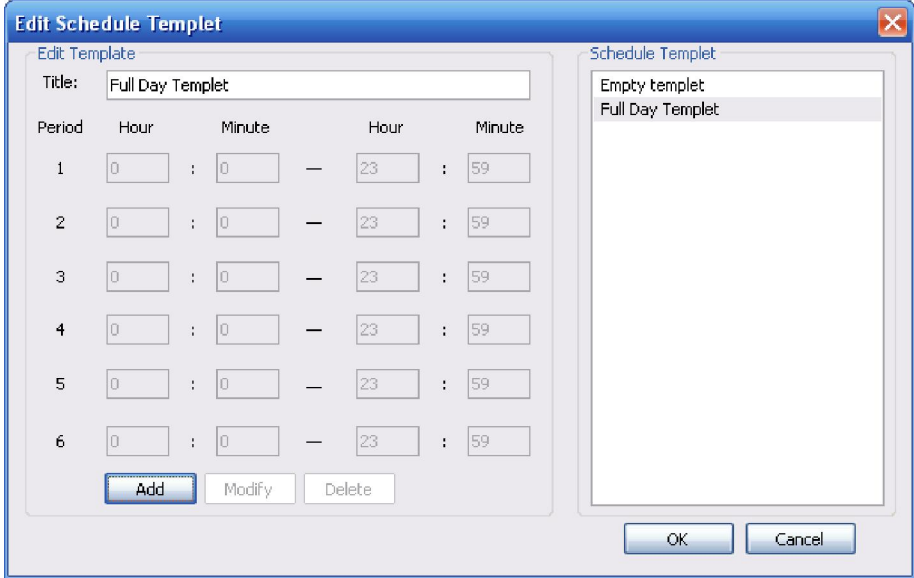 Edit Schedule Templet
Edit Template
Title: Full Day Templet
Period Hour Minute Hour Minute
1 0 : 0 — 23 : 59
2 0 : 0 — 23 : 59
3 0 : 0 — 23 : 59
4 0 : 0 — 23 : 59
5 0 : 0 — 23 : 59
6 0 : 0 — 23 : 59
Add Modify Delete
Schedule Templet
Empty templet
Full Day Templet
OK Cancel